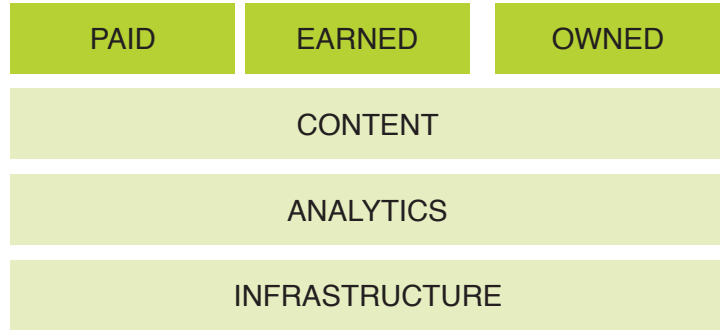 PAID EARNED OWNED
CONTENT
ANALYTICS
INFRASTRUCTURE